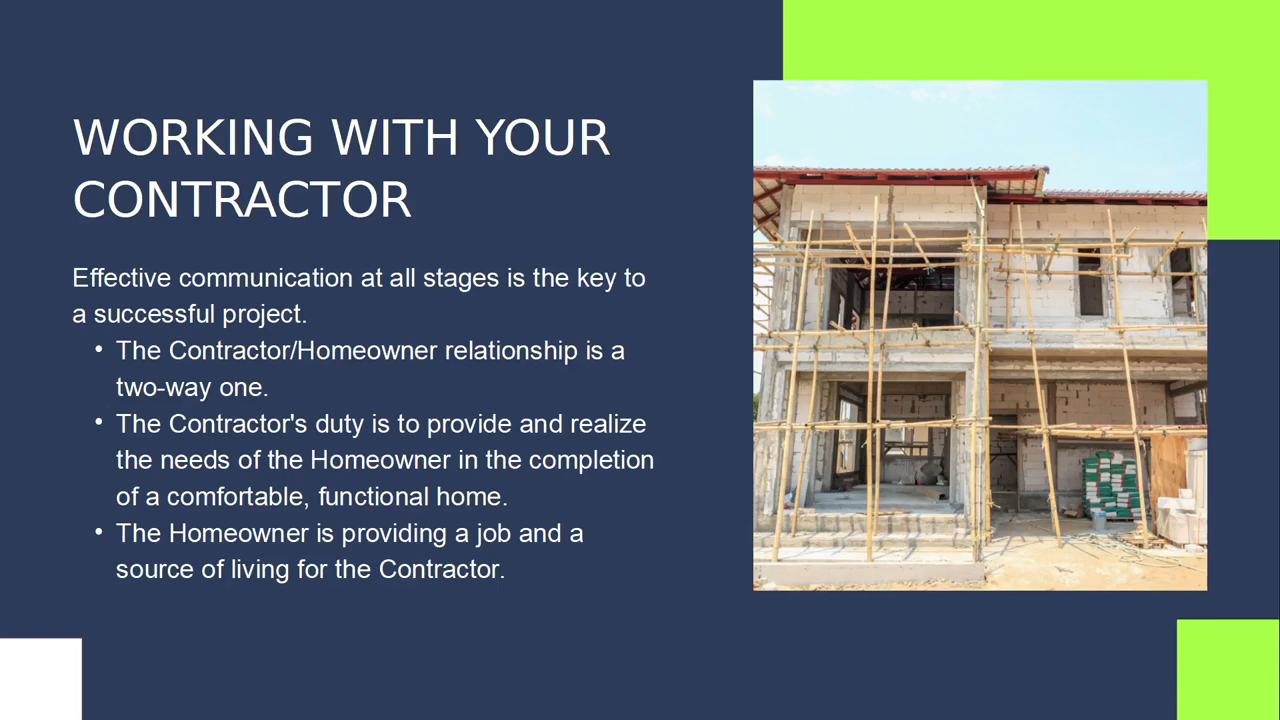 WORKING WITH YOUR
CONTRACTOR
Effective communication at all stages is the key to
a successful project.
• The Contractor/Homeowner relationship is a
two-way one.
• The Contractor's duty is to provide and realize
the needs of the Homeowner in the completion
of a comfortable, functional home.
• The Homeowner is providing a job and a
source of living for the Contractor.